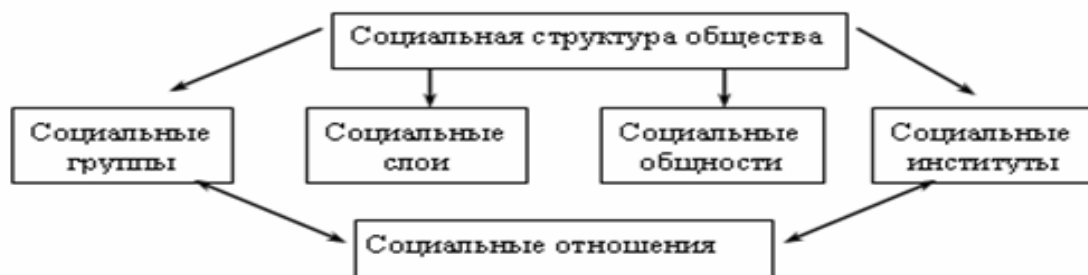 Социальная структура общества
Социальные
группы
Социальные
слои
Социальные
общности
Социальные
институты
Социальные отношения